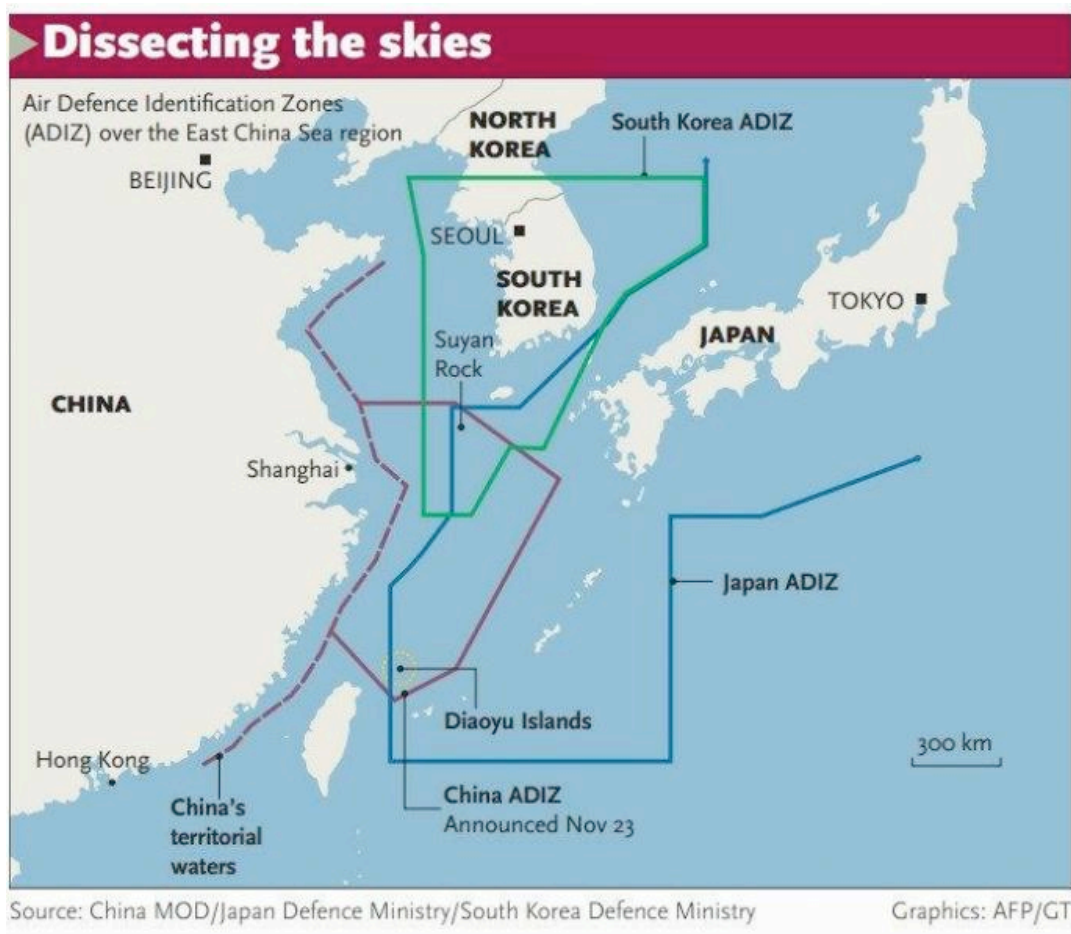 Dissecting the skies
Air Defence Identification Zones
(ADIZ) over the East China Sea region
NORTH
KOREA
South Korea ADIZ
BEIJING
SEOUL
SOUTH
KOREA
TOKYO
JAPAN
Suyan
Rock
CHINA
Shanghai
Japan ADIZ
Diaoyu Islands
300 km
Hong Kong
China ADIZ
Announced Nov 23
China's
territorial
waters
Source: China MOD/Japan Defence Ministry/South Korea Defence Ministry
Graphics: AFP/GT